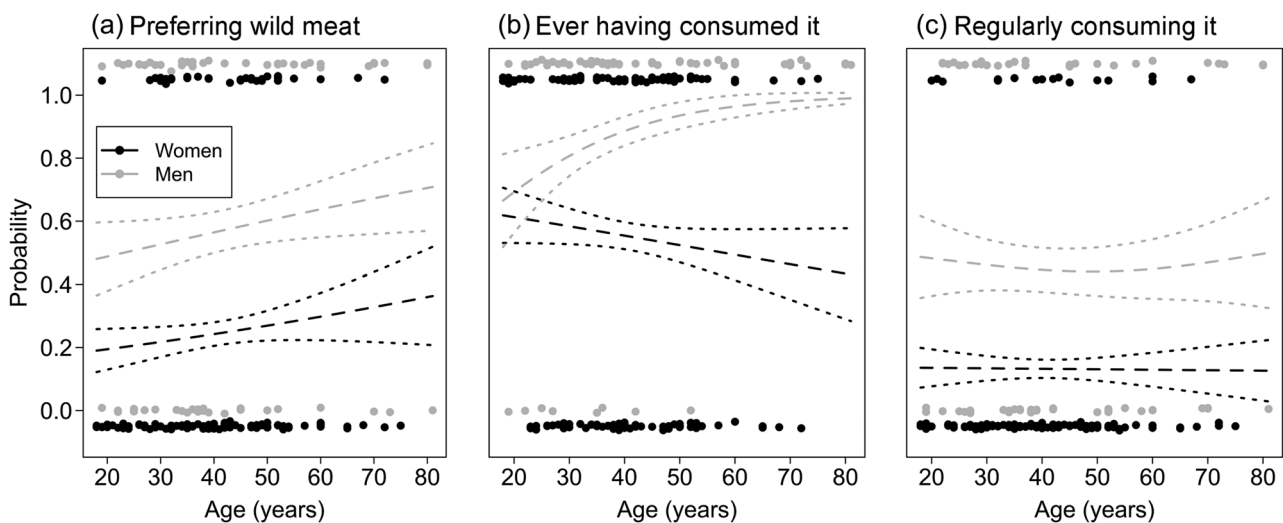 (a) Preferring wild meat
(b) Ever having consumed it
(c) Regularly consuming it
Probability
1.0
0.8
0.6
0.4
0.2
0.0
Women
Men
20 30 40 50 60 70 80
20 30 40 50 60 70 80
20 30 40 50 60 70 80
Age (years)
Age (years)
Age (years)